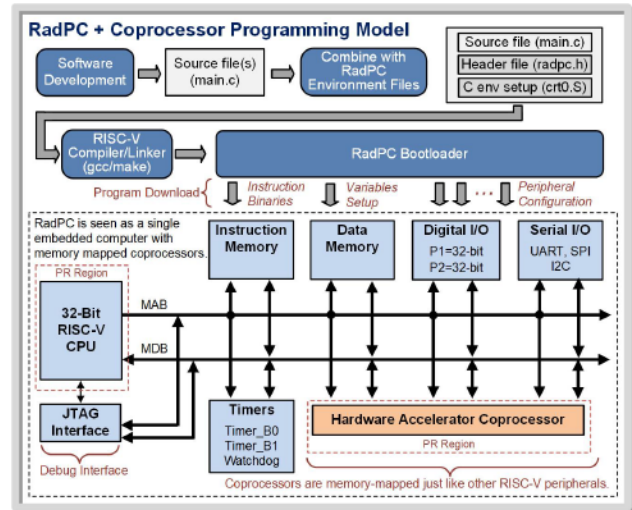 RadPC + Coprocessor Programming Model
Software
Development
Source file(s)
(main.c)
Combine with
RadPC
Environment Files
Source file (main.c)
Header file (radpc.h)
C env setup (crt0.S)
RISC-V
Compiler/Linker
(gcc/make)
RadPC Bootloader
Program Download
Instruction
Binaries
Variables
Setup
...
Peripheral
Configuration
RadPC is seen as a single
embedded computer with
memory mapped coprocessors.
PR Region
32-Bit
RISC-V
CPU
Instruction
Memory
Data
Memory
Digital I/O
P1=32-bit
P2=32-bit
Serial I/O
UART, SPI
I2C
MAB
MDB
JTAG
Interface
Debug Interface
Timers
Timer_B0
Timer_B1
Watchdog
Hardware Accelerator Coprocessor
PR Region
Coprocessors are memory-mapped just like other RISC-V peripherals.